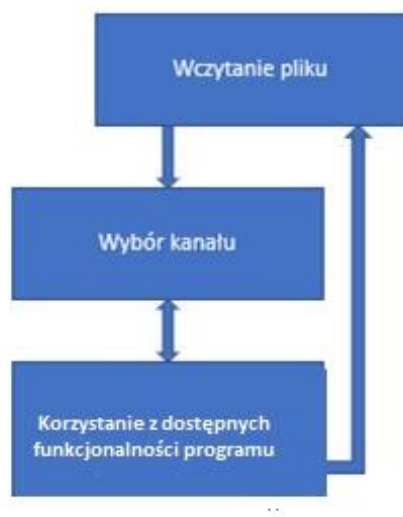 Wczytanie pliku
Wybór kanału
Korzystanie z dostępnych
funkcjonalności programu